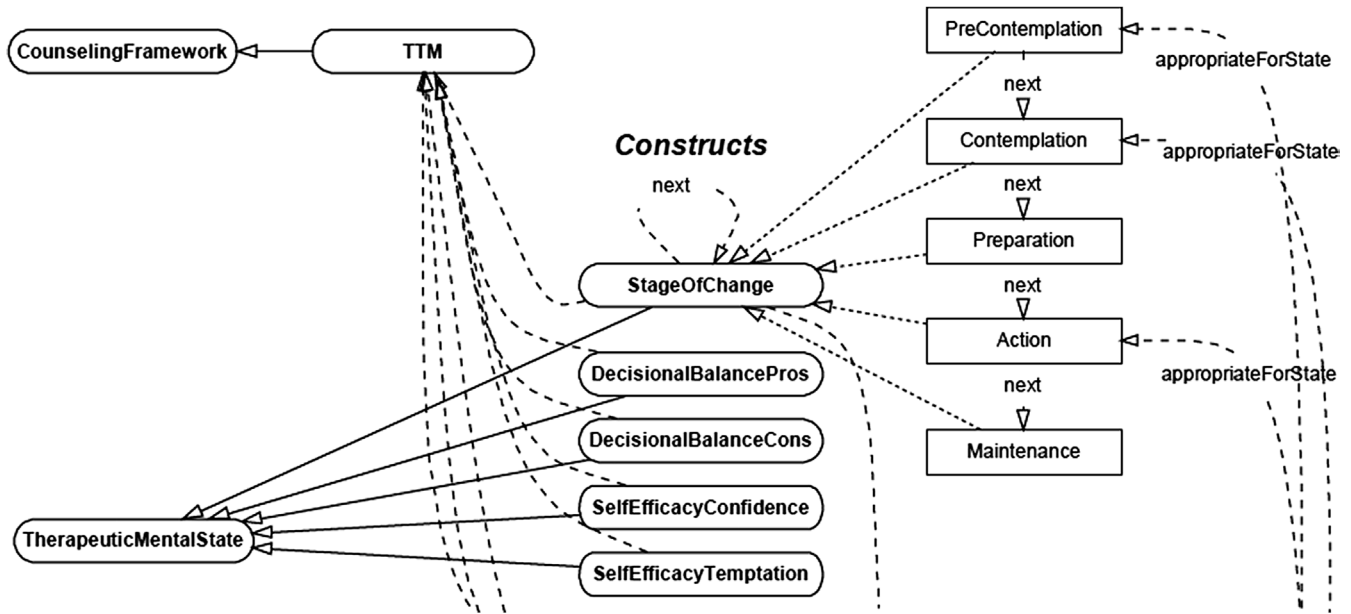 CounselingFramework
TTM
PreContemplation
appropriateForState
next
Contemplation
appropriateForState
Constructs
next
next
Preparation
StageOfChange
next
Action
appropriateForState
DecisionalBalancePros
next
DecisionalBalanceCons
Maintenance
SelfEfficacyConfidence
TherapeuticMentalState
SelfEfficacyTemptation